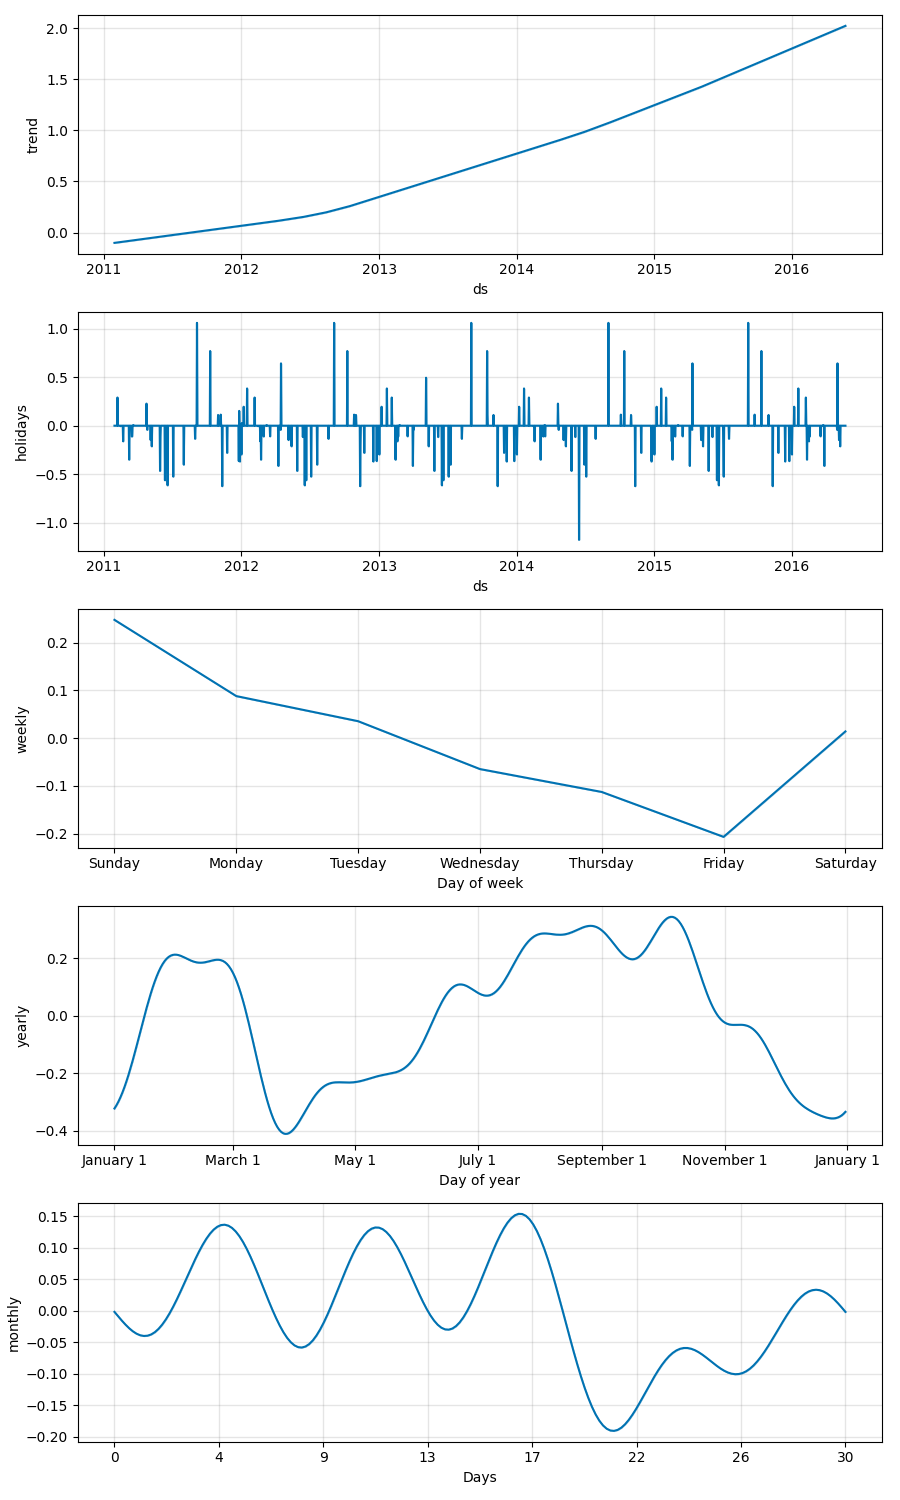 2.0
1.5
1.0
0.5
0.0
trend
2011 2012 2013 2014 2015 2016
ds
1.0
0.5
0.0
−0.5
−1.0
holidays
2011 2012 2013 2014 2015 2016
ds
0.2
0.1
0.0
−0.1
−0.2
weekly
Sunday Monday Tuesday Wednesday Thursday Friday Saturday
Day of week
0.2
0.0
−0.2
−0.4
yearly
January 1 March 1 May 1 July 1 September 1 November 1 January 1
Day of year
0.15
0.10
0.05
0.00
−0.05
−0.10
−0.15
−0.20
monthly
0 4 9 13 17 22 26 30
Days